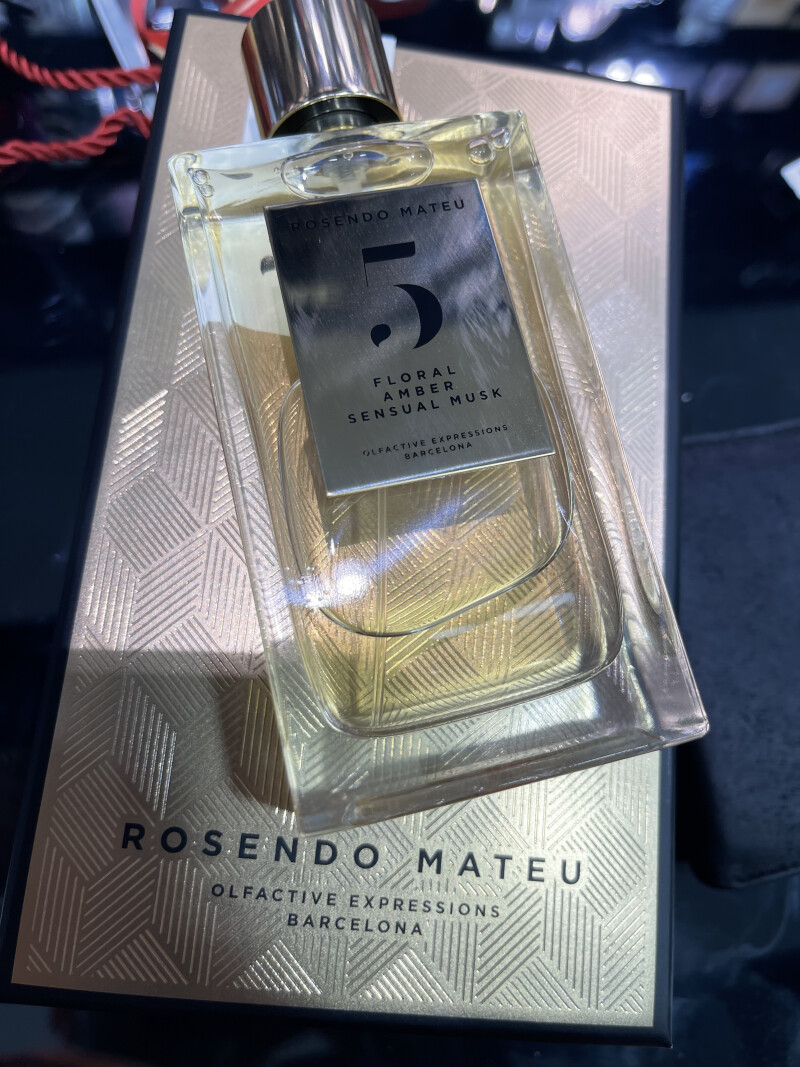 ROSENDO MATEU
5
FLORAL
AMBER
SENSUAL MUSK
OLFACTIVE EXPRESSIONS
BARCELONA
ROSENDO MATEU
OLFACTIVE EXPRESSIONS
BARCELONA